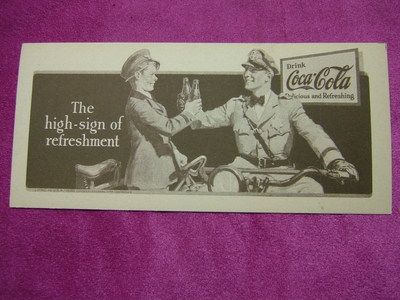 The
high-sign of
refreshment
Drink
Coca-Cola
Delicious and Refreshing